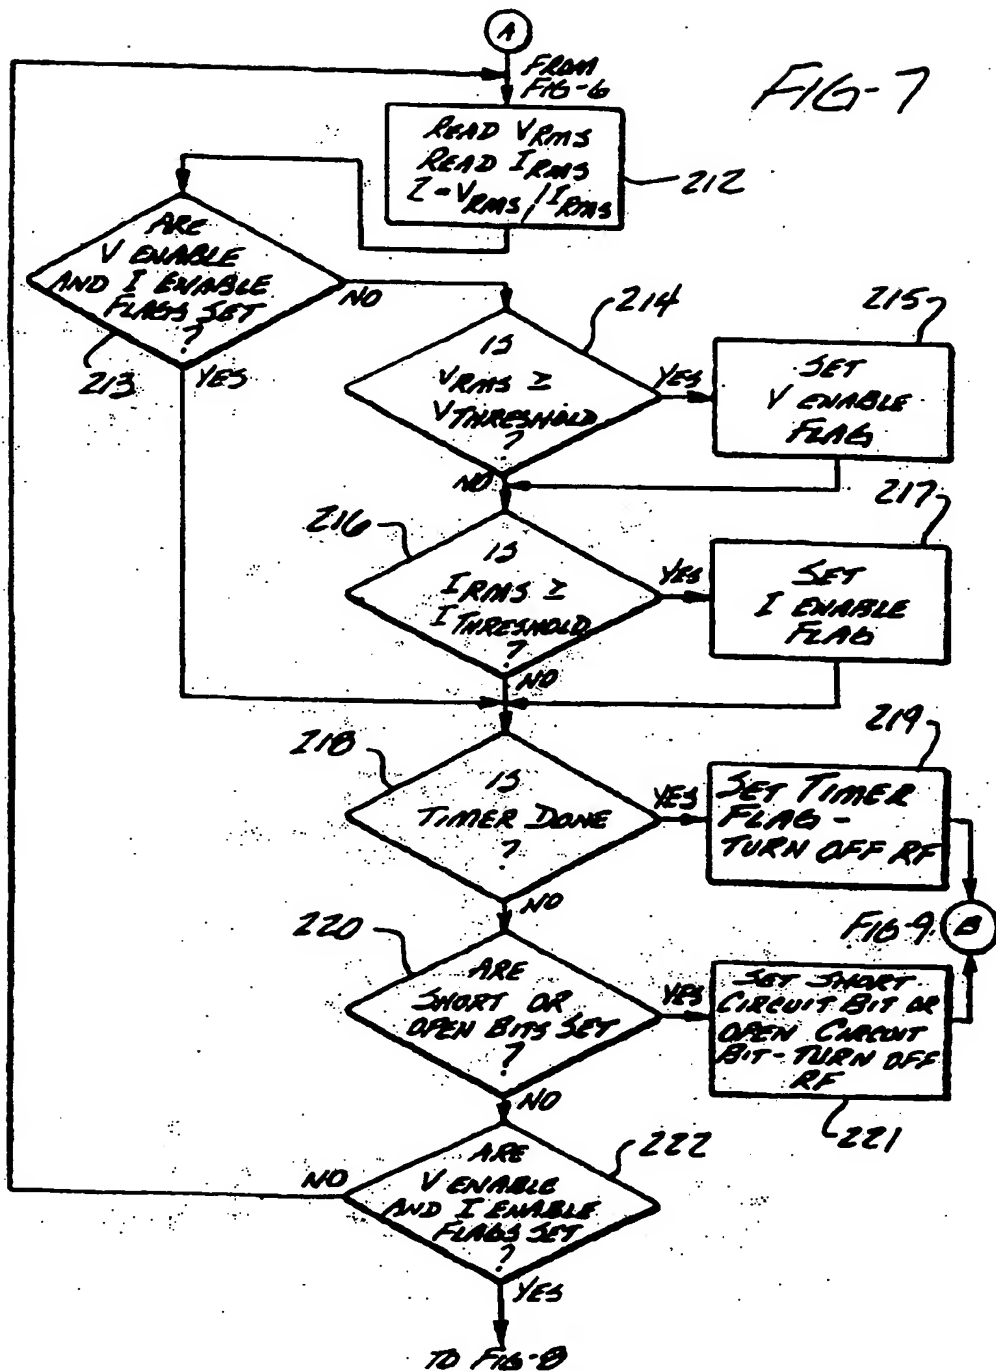 A
FROM
FIG-6
FIG-7
READ VRMS
READ IRMS
Z=VRMS/IRMS
212
ARE
V ENABLE
AND I ENABLE
FLAGS SET
?
213
NO
YES
214
IS
VRMS ≥
VTHRESHOLD
?
YES
NO
215
SET
V ENABLE
FLAG
216
IS
IRMS ≥
ITHRESHOLD
?
YES
NO
217
SET
I ENABLE
FLAG
218
IS
TIMER DONE
?
YES
NO
219
SET TIMER
FLAG-
TURN OFF RF
FIG-9
B
220
ARE
SHORT OR
OPEN BITS SET
?
YES
NO
SET SHORT
CIRCUIT BIT OR
OPEN CIRCUIT
BIT-TURN OFF
RF
221
222
ARE
V ENABLE
AND I ENABLE
FLAGS SET
?
NO
YES
TO FIG-8